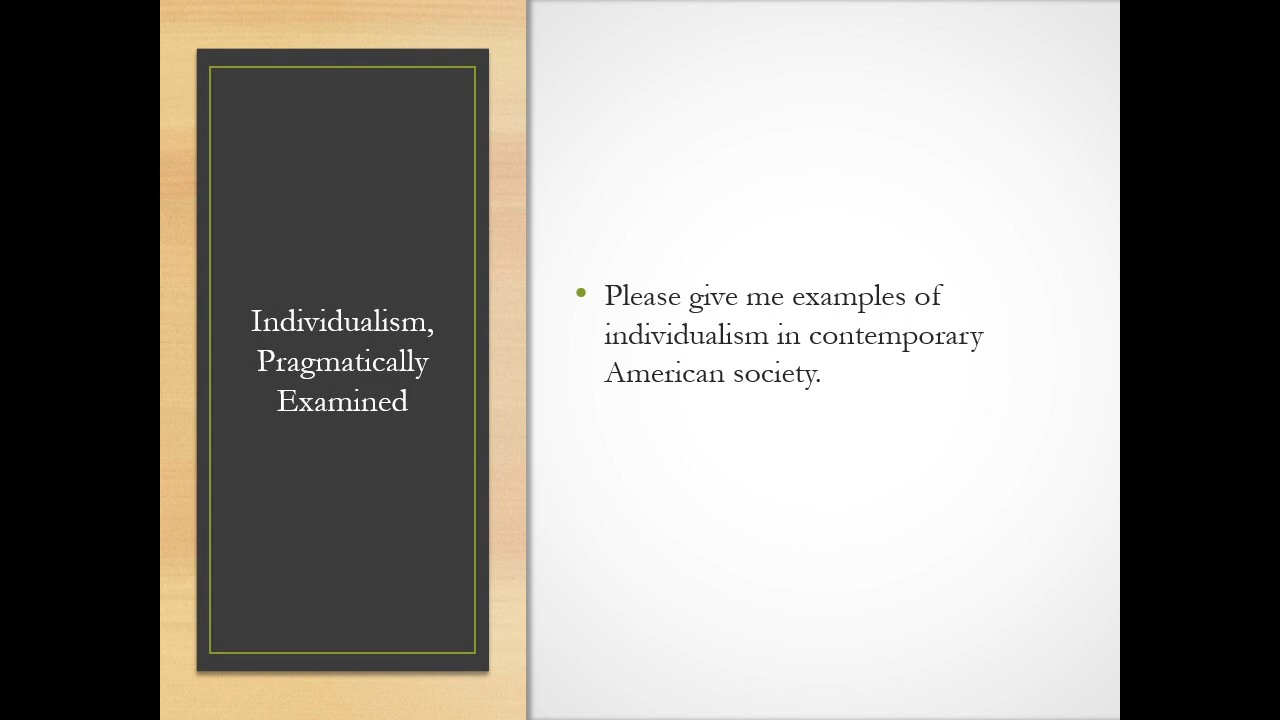 Individualism,
Pragmatically
Examined
• Please give me examples of
individualism in contemporary
American society.